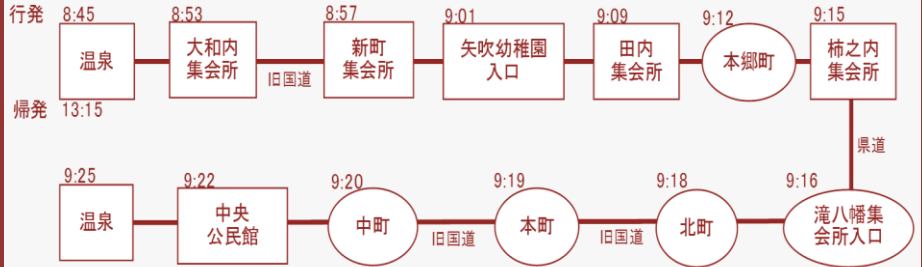 行発 8:45 8:53 8:57 9:01 9:09 9:12 9:15
温泉
大和内
集会所
旧国道
新町
集会所
矢吹幼稚園
入口
田内
集会所
本郷町
柿之内
集会所
帰発 13:15
県道
9:25 9:22 9:20 9:19 9:18 9:16
温泉
中央
公民館
中町
旧国道
本町
旧国道
北町
滝八幡集
会所入口